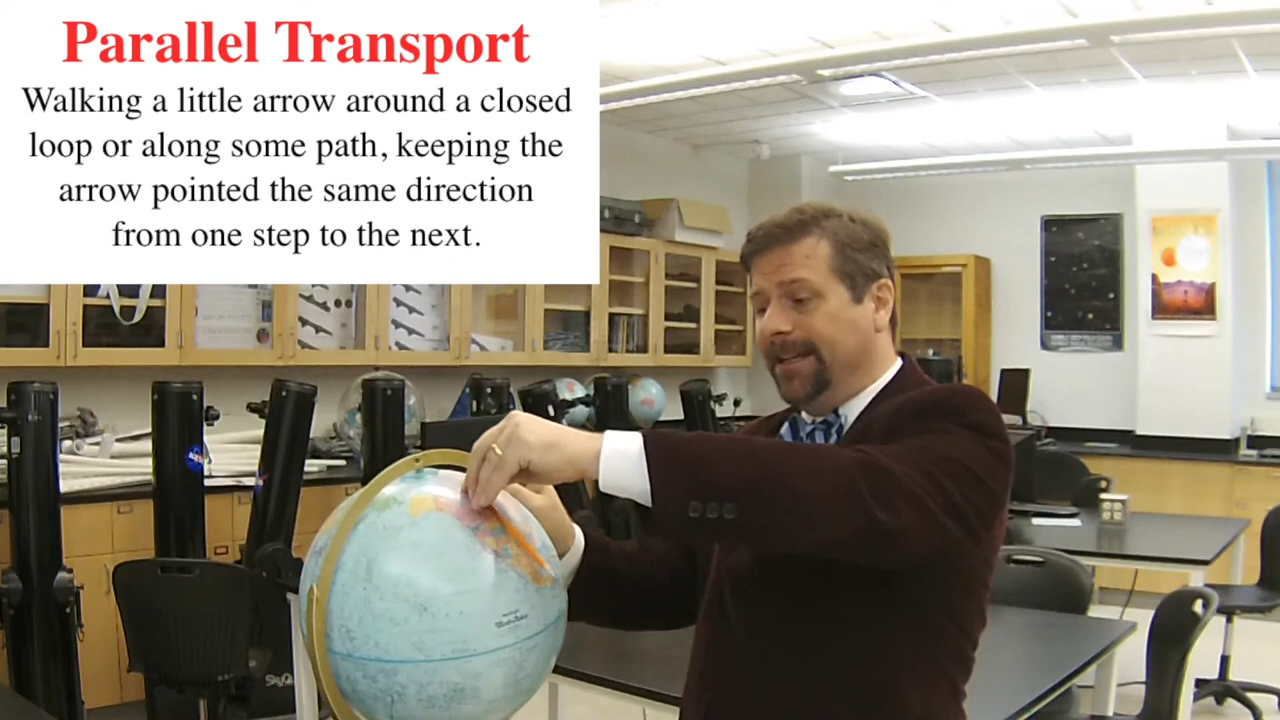 Parallel Transport
Walking a little arrow around a closed
loop or along some path, keeping the
arrow pointed the same direction
from one step to the next.
NASA